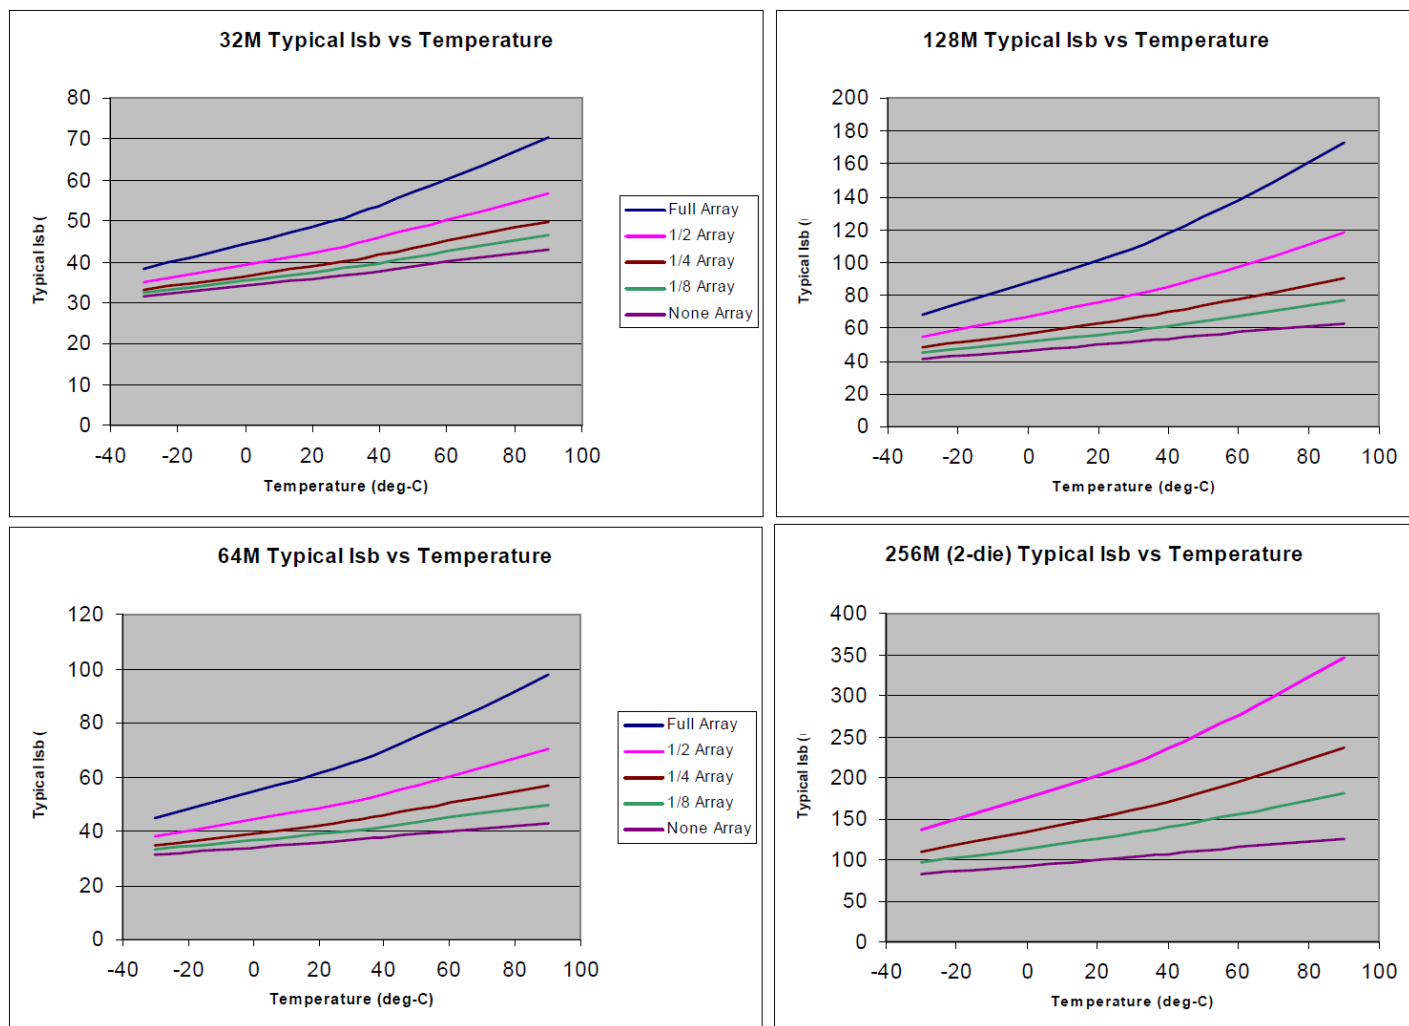 32M Typical Isb vs Temperature
80
70
60
50
40
30
20
10
0
-40 -20 0 20 40 60 80 100
Typical Isb (
Temperature (deg-C)
Full Array
1/2 Array
1/4 Array
1/8 Array
None Array
128M Typical Isb vs Temperature
200
180
160
140
120
100
80
60
40
20
0
-40 -20 0 20 40 60 80 100
Typical Isb (
Temperature (deg-C)
64M Typical Isb vs Temperature
120
100
80
60
40
20
0
-40 -20 0 20 40 60 80 100
Typical Isb (
Temperature (deg-C)
Full Array
1/2 Array
1/4 Array
1/8 Array
None Array
256M (2-die) Typical Isb vs Temperature
400
350
300
250
200
150
100
50
0
-40 -20 0 20 40 60 80 100
Typical Isb (
Temperature (deg-C)